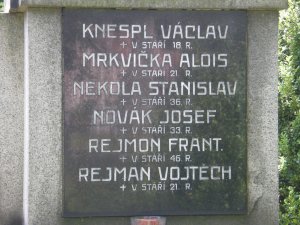 KNESPL VÁCLAV
+ V STÁŘÍ 18 R.
MRKVIČKA ALOIS
+ V STÁŘÍ 21 R.
NEKOLA STANISLAV
+ V STÁŘÍ 36 R.
NOVÁK JOSEF
+ V STÁŘÍ 33 R.
REJMON FRANT.
+ V STÁŘÍ 46 R.
REJMAN VOJTĚCH
+ V STÁŘÍ 21 R.